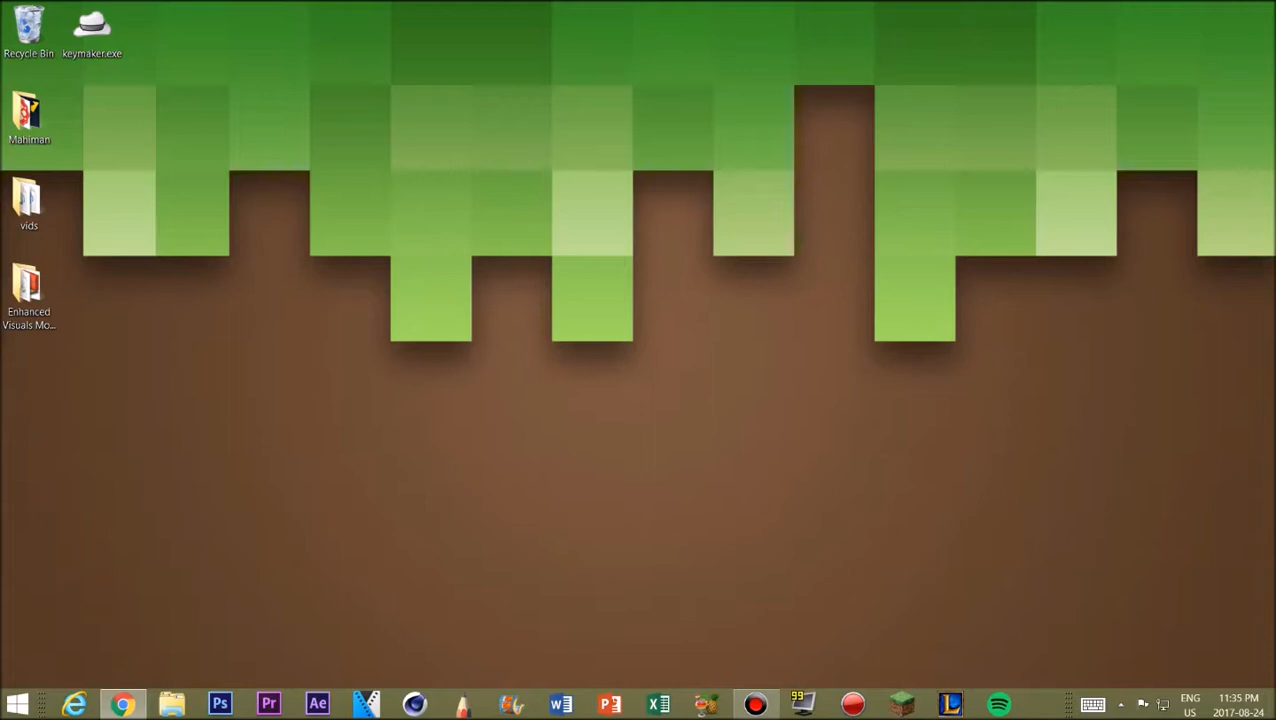 Recycle Bin
keymaker.exe
Mahiman
vids
Enhanced
Visuals Mo...
Ps
Pr
Ae
W
P
X
99
L
ENG
US
11:35 PM
2017-08-24